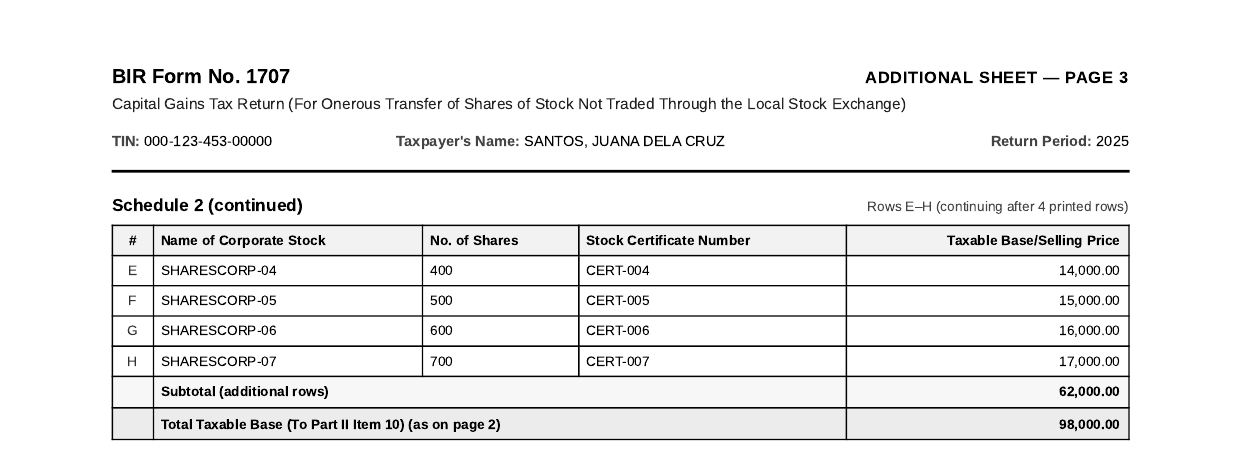 BIR Form No. 1707
ADDITIONAL SHEET — PAGE 3
Capital Gains Tax Return (For Onerous Transfer of Shares of Stock Not Traded Through the Local Stock Exchange)
TIN: 000-123-453-00000 Taxpayer's Name: SANTOS, JUANA DELA CRUZ Return Period: 2025
Schedule 2 (continued)
Rows E–H (continuing after 4 printed rows)
# Name of Corporate Stock No. of Shares Stock Certificate Number Taxable Base/Selling Price
E SHARESCORP-04 400 CERT-004 14,000.00
F SHARESCORP-05 500 CERT-005 15,000.00
G SHARESCORP-06 600 CERT-006 16,000.00
H SHARESCORP-07 700 CERT-007 17,000.00
Subtotal (additional rows) 62,000.00
Total Taxable Base (To Part II Item 10) (as on page 2) 98,000.00